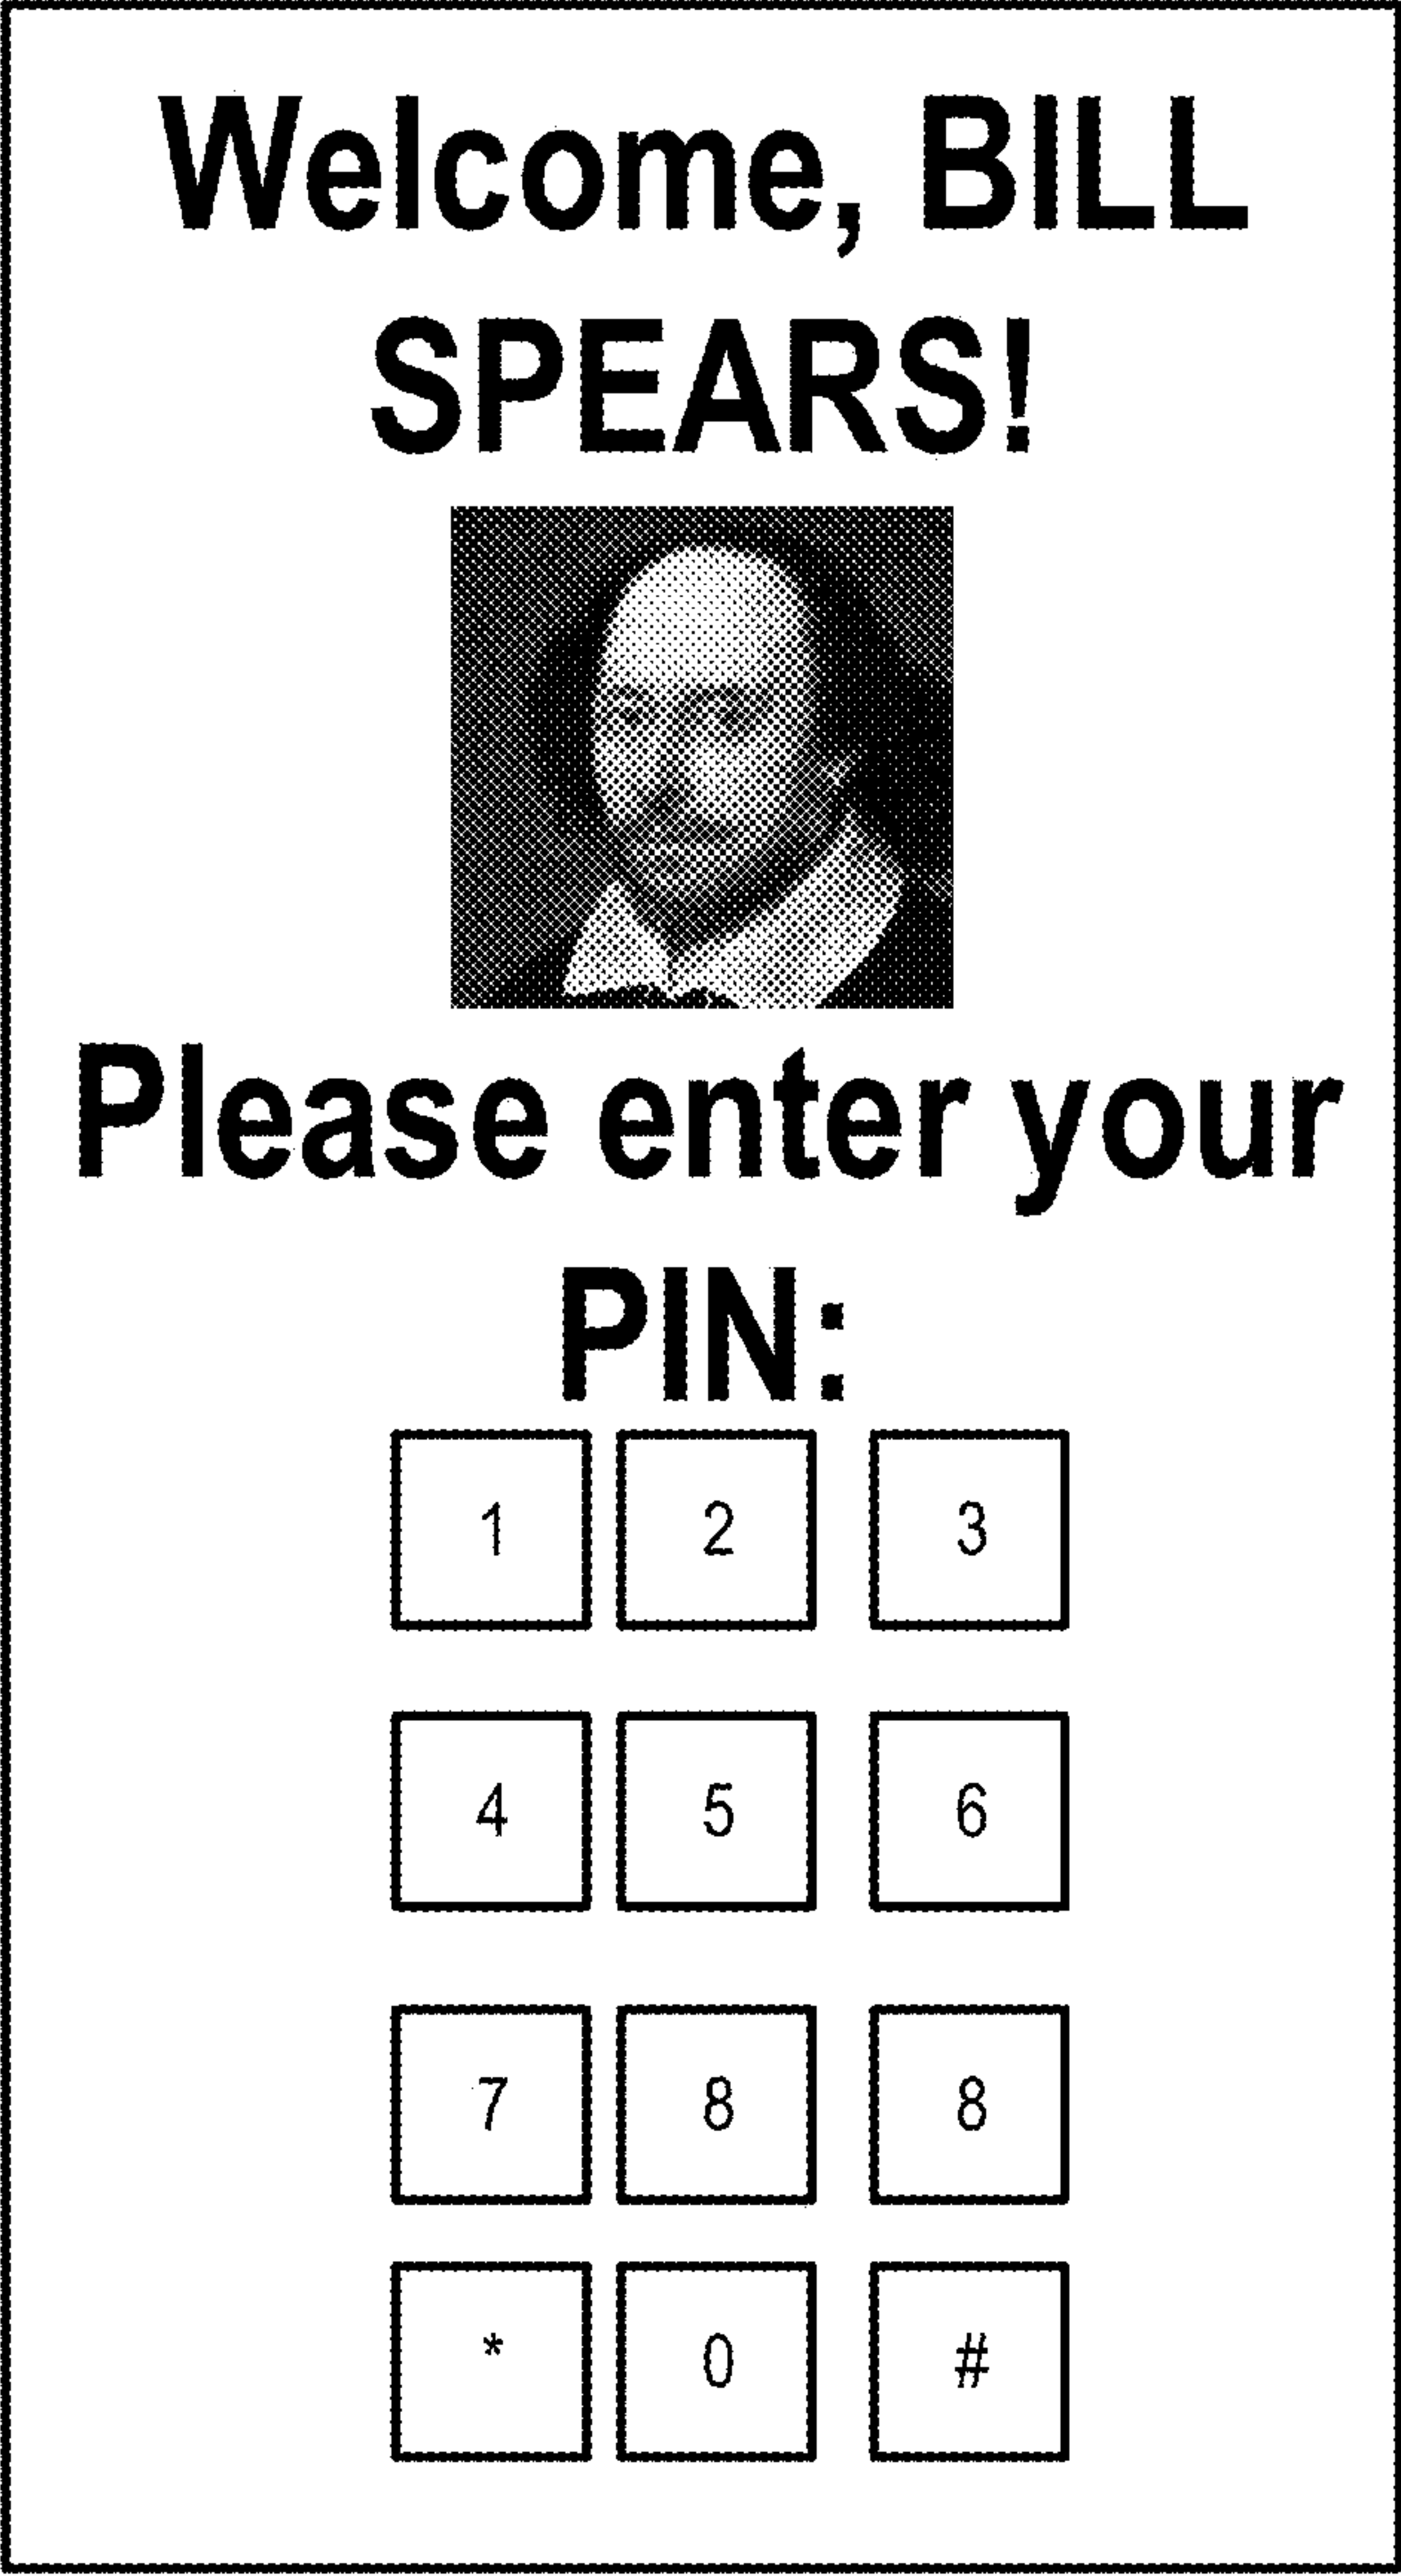 Welcome, BILL
SPEARS!
Please enter your
PIN:
1 2 3
4 5 6
7 8 8
* 0 #